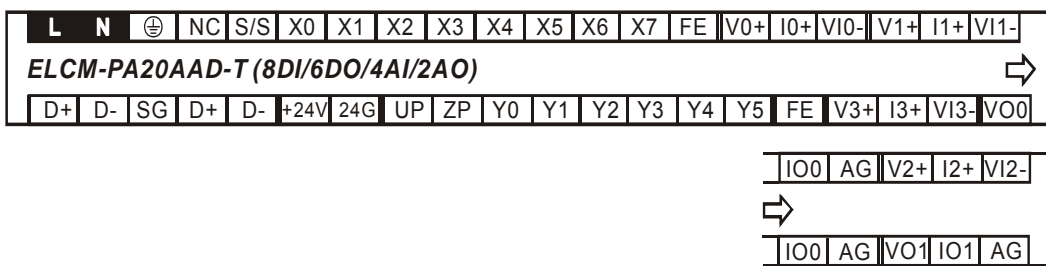 L N NC S/S X0 X1 X2 X3 X4 X5 X6 X7 FE V0+ I0+ VI0- V1+ I1+ VI1-
ELCM-PA20AAD-T (8DI/6DO/4AI/2AO)
D+ D- SG D+ D- +24V 24G UP ZP Y0 Y1 Y2 Y3 Y4 Y5 FE V3+ I3+ VI3- VO0
IO0 AG V2+ I2+ VI2-
IO0 AG VO1 IO1 AG